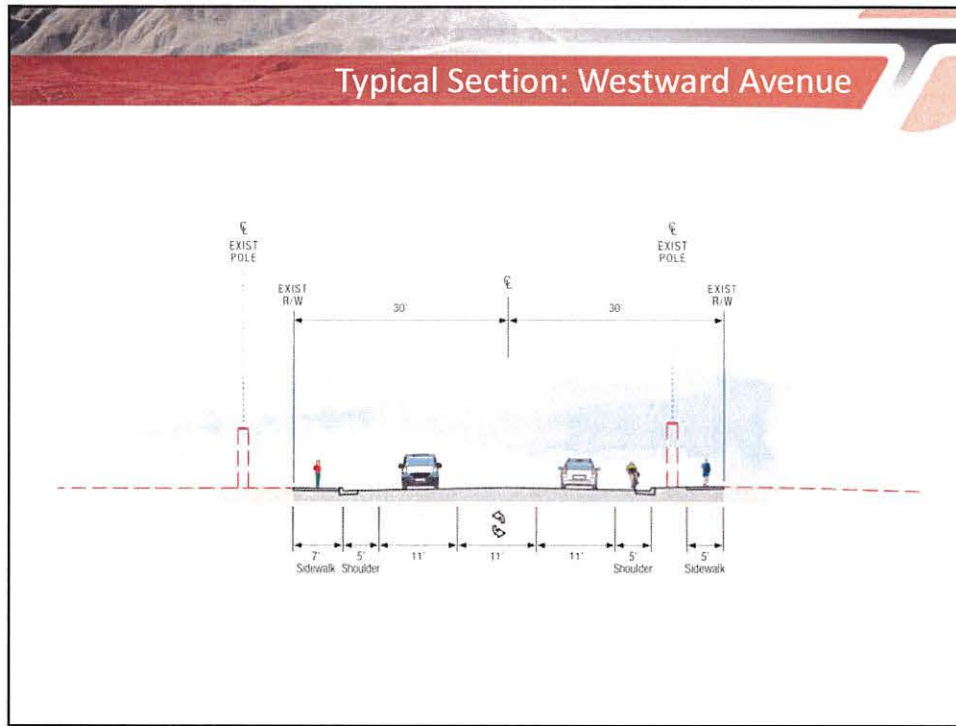 Typical Section: Westward Avenue
℄
EXIST
POLE
℄
EXIST
POLE
EXIST
R/W
℄
EXIST
R/W
30'
30'
7'
Sidewalk
5'
Shoulder
11'
11'
11'
5'
Shoulder
5'
Sidewalk